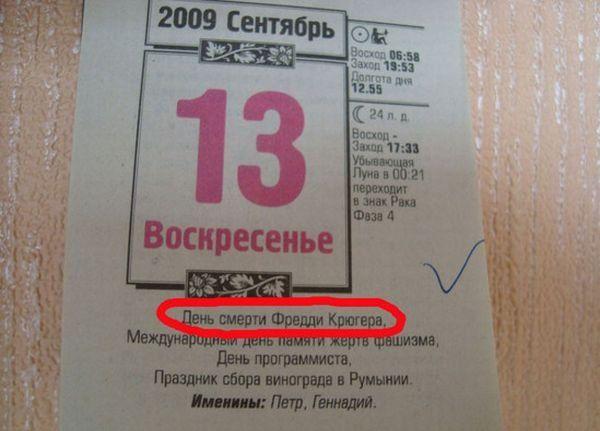 2009 Сентябрь
13
Воскресенье
Восход 06:58
Заход 19:53
Долгота дня
12.55
24 л. д.
Восход -
Заход 17:33
Убывающая
Луна в 00:21
переходит
в знак Рака
Фаза 4
День смерти Фредди Крюгера,
Международный день памяти жертв фашизма,
День программиста,
Праздник сбора винограда в Румынии.
Именины: Петр, Геннадий.